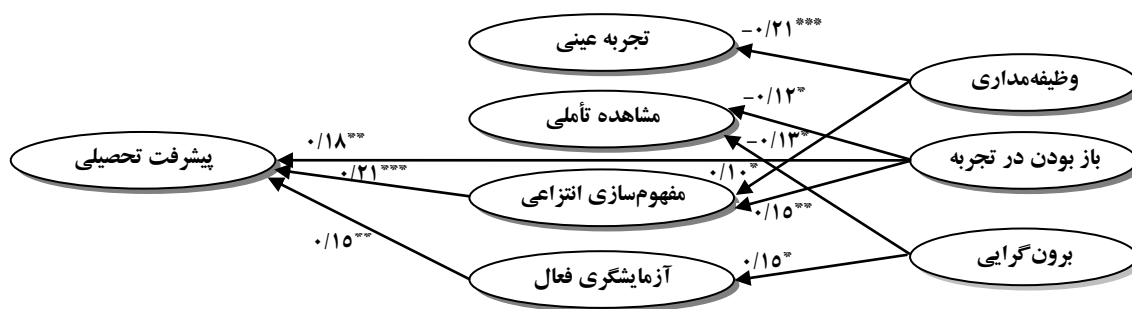 تجربه عینی
-۰/۲۱***
وظیفه‌مداری
مشاهده تأملی
-۰/۱۲*
-۰/۱۳*
باز بودن در تجربه
پیشرفت تحصیلی
۰/۱۸**
۰/۲۱***
مفهوم‌سازی انتزاعی
۰/۱۰*
۰/۱۵**
برون‌گرایی
۰/۱۵*
آزمایشگری فعال
۰/۱۵**